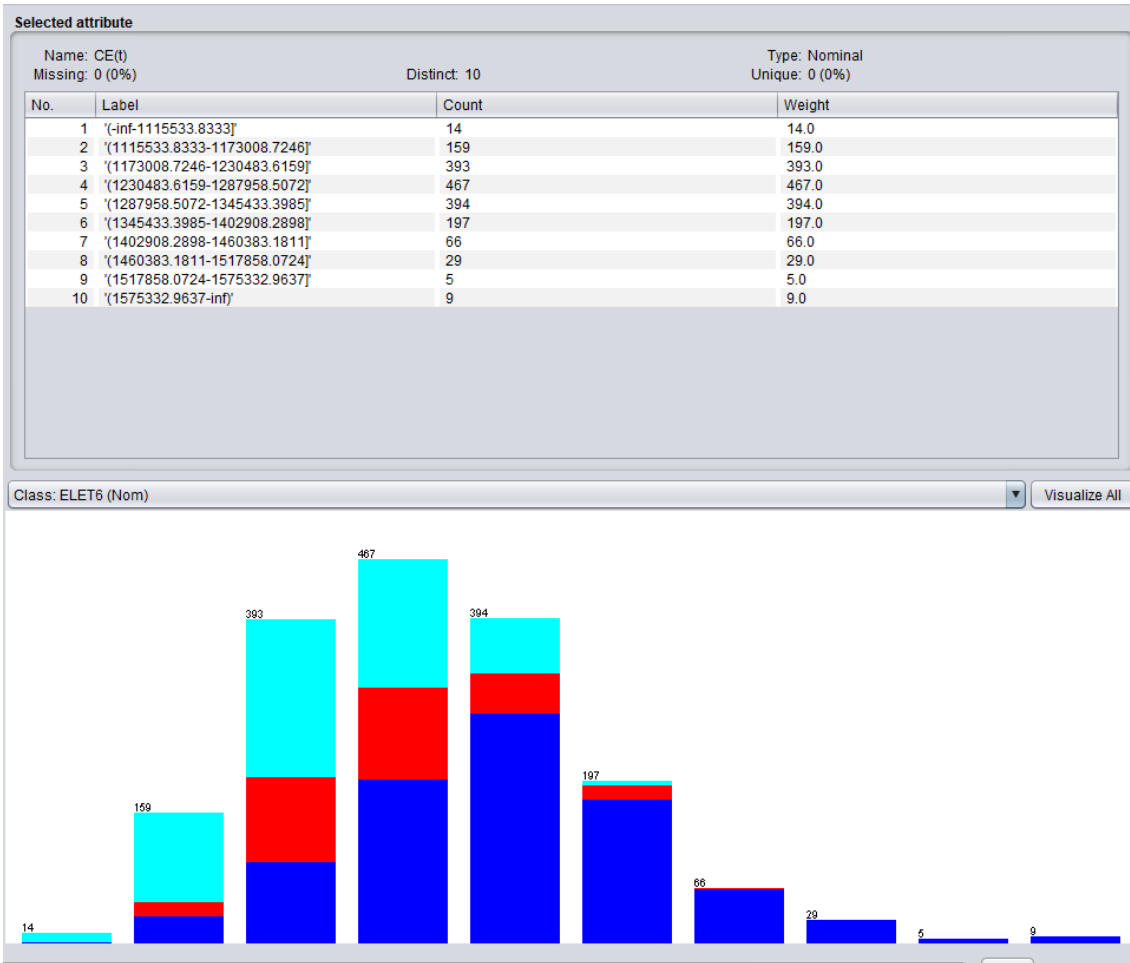 Selected attribute
Name: CE(t) Type: Nominal
Missing: 0 (0%) Distinct: 10 Unique: 0 (0%)
No. Label Count Weight
1 '(-inf-1115533.8333]' 14 14.0
2 '(1115533.8333-1173008.7246]' 159 159.0
3 '(1173008.7246-1230483.6159]' 393 393.0
4 '(1230483.6159-1287958.5072]' 467 467.0
5 '(1287958.5072-1345433.3985]' 394 394.0
6 '(1345433.3985-1402908.2898]' 197 197.0
7 '(1402908.2898-1460383.1811]' 66 66.0
8 '(1460383.1811-1517858.0724]' 29 29.0
9 '(1517858.0724-1575332.9637]' 5 5.0
10 '(1575332.9637-inf)' 9 9.0
Class: ELET6 (Nom) Visualize All
467
393 394
197
159
66
29
14 5 9